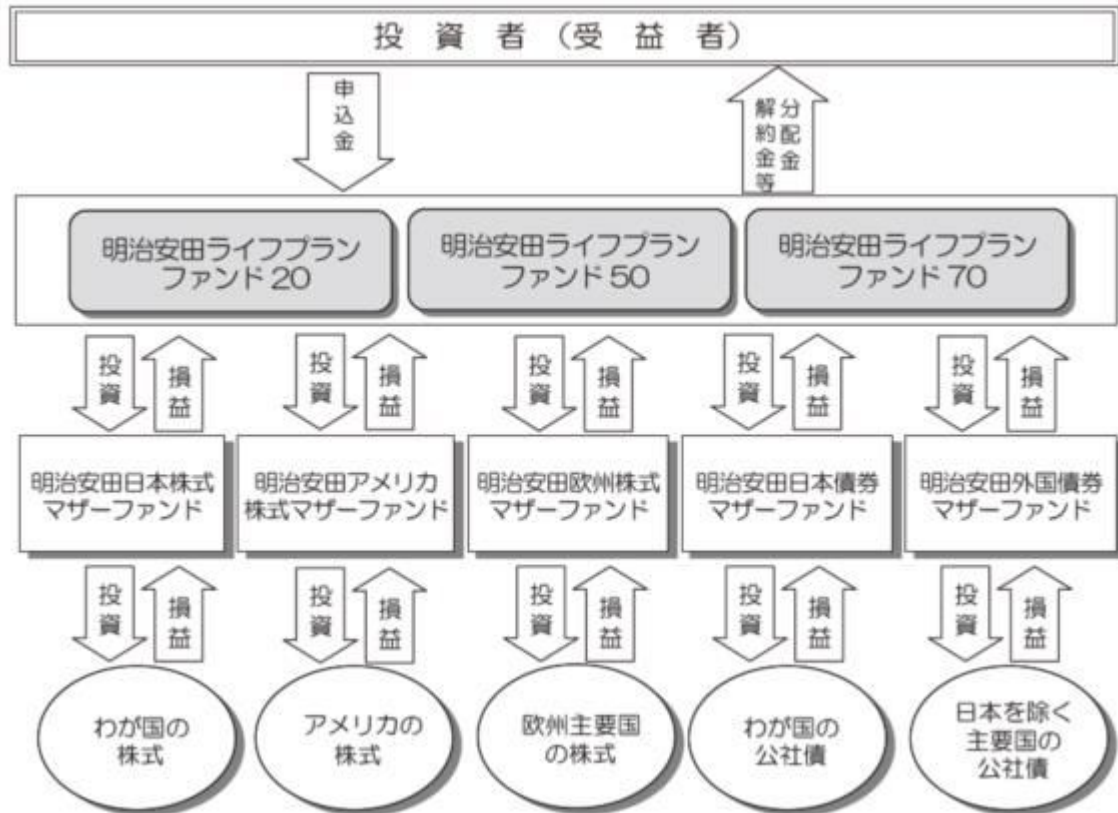 投資者（受益者）
申込金
分配金
解約金等
明治安田ライフプラン
ファンド20
明治安田ライフプラン
ファンド50
明治安田ライフプラン
ファンド70
投資
損益
投資
損益
投資
損益
投資
損益
投資
損益
明治安田日本株式
マザーファンド
明治安田アメリカ
株式マザーファンド
明治安田欧州株式
マザーファンド
明治安田日本債券
マザーファンド
明治安田外国債券
マザーファンド
投資
損益
投資
損益
投資
損益
投資
損益
投資
損益
わが国の
株式
アメリカの
株式
欧州主要国
の株式
わが国の
公社債
日本を除く
主要国の
公社債